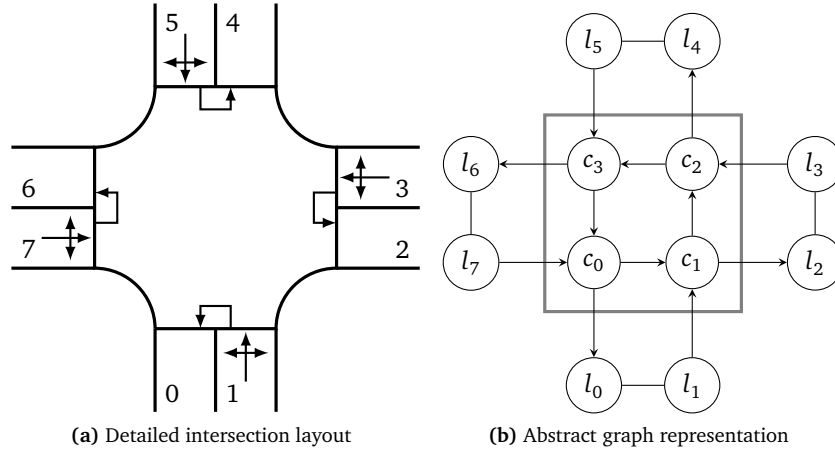 5 4
6 3
7 2
0 1
(a) Detailed intersection layout
l5 l4
l6 c3 c2 l3
l7 c0 c1 l2
l0 l1
(b) Abstract graph representation